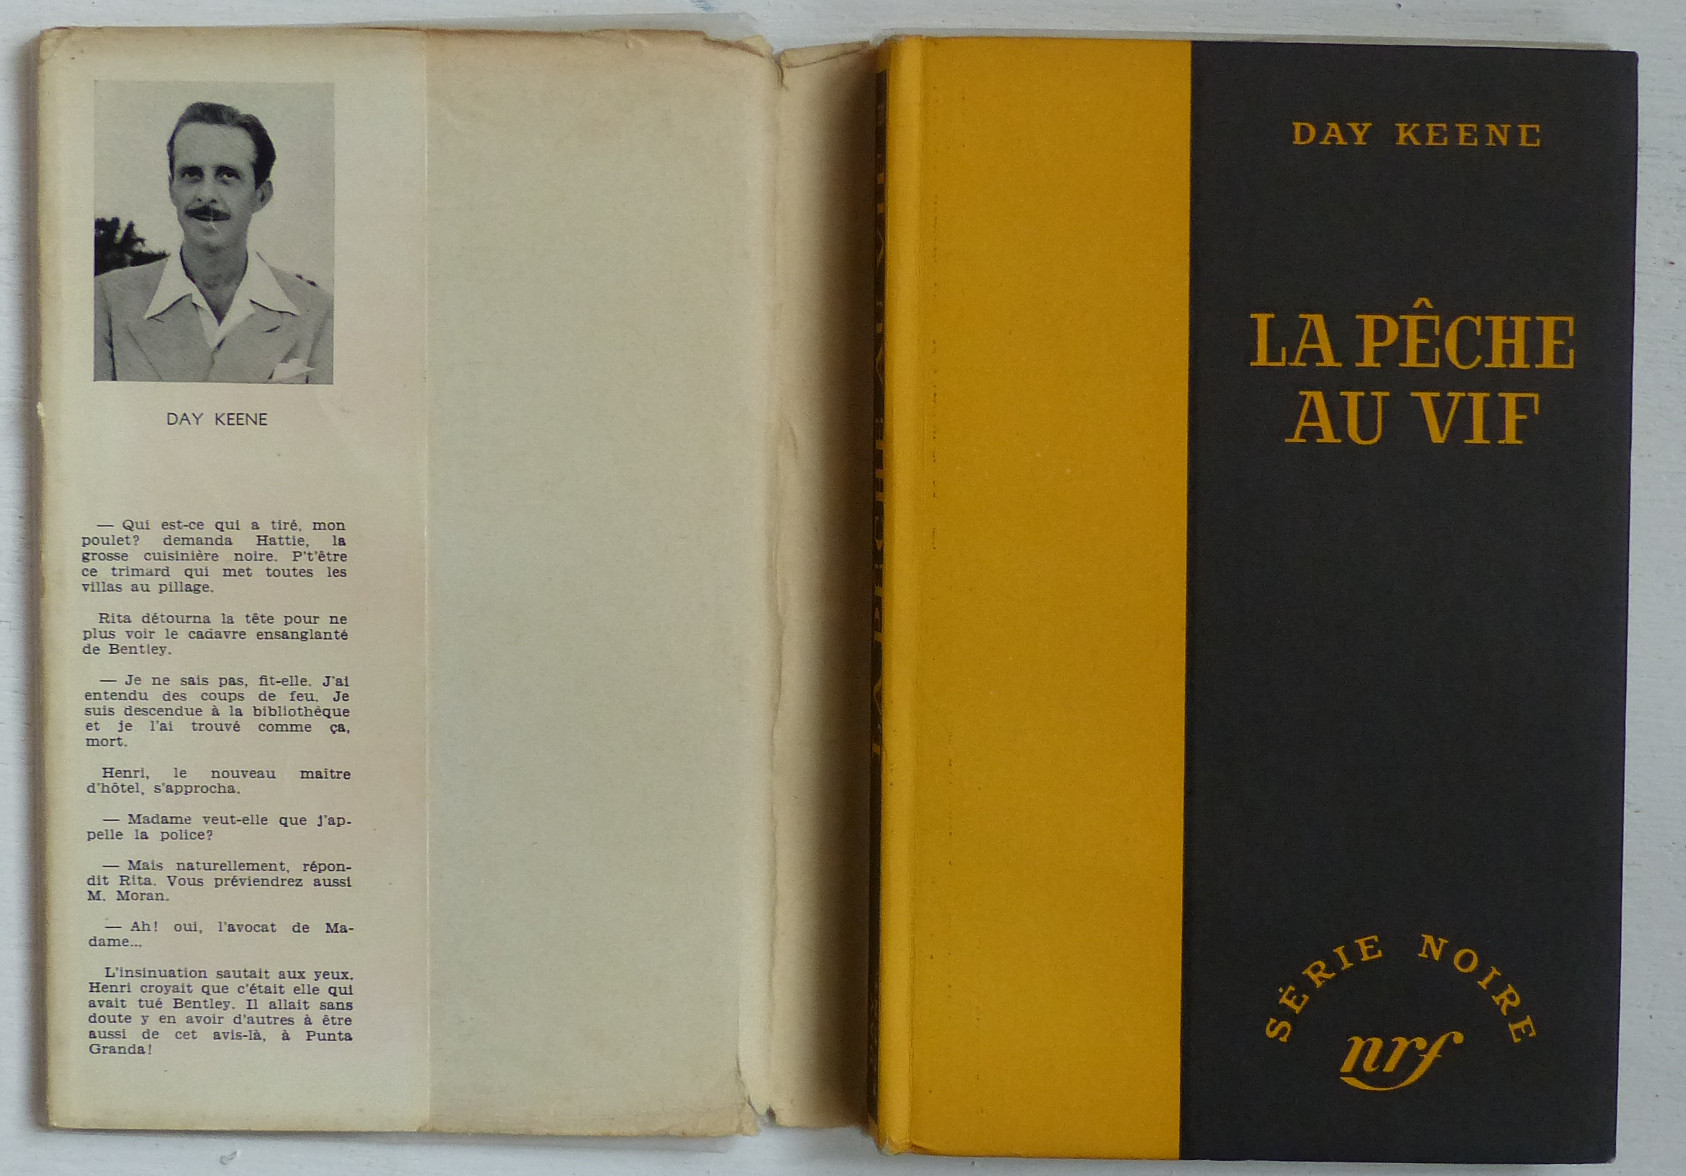 DAY KEENE
— Qui est-ce qui a tiré, mon
poulet? demanda Hattie, la
grosse cuisinière noire. P't'être
ce trimard qui met toutes les
villas au pillage.
Rita détourna la tête pour ne
plus voir le cadavre ensanglanté
de Bentley.
— Je ne sais pas, fit-elle. J'ai
entendu des coups de feu. Je
suis descendue à la bibliothèque
et je l'ai trouvé comme ça,
mort.
Henri, le nouveau maître
d'hôtel, s'approcha.
— Madame veut-elle que j'ap-
pelle la police?
— Mais naturellement, répon-
dit Rita. Vous préviendrez aussi
M. Moran.
— Ah! oui, l'avocat de Ma-
dame...
L'insinuation sautait aux yeux.
Henri croyait que c'était elle qui
avait tué Bentley. Il allait sans
doute y en avoir d'autres à être
aussi de cet avis-là, à Punta
Granda!
LA PÊCHE AU VIF
DAY KEENE
LA PÊCHE
AU VIF
SÉRIE NOIRE
nrf